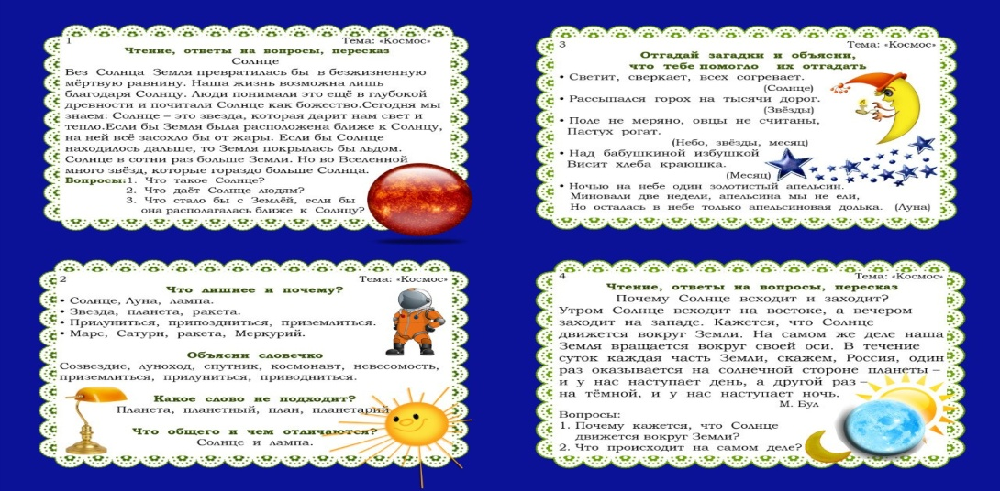 1
Тема: «Космос»
Чтение, ответы на вопросы, пересказ
Солнце
Без Солнца Земля превратилась бы в безжизненную
мёртвую равнину. Наша жизнь возможна лишь
благодаря Солнцу. Люди понимали это ещё в глубокой
древности и почитали Солнце как божество.Сегодня мы
знаем: Солнце – это звезда, которая дарит нам свет и
тепло.Если бы Земля была расположена ближе к Солнцу,
на ней всё засохло бы от жары. Если бы Солнце
находилось дальше, то Земля покрылась бы льдом.
Солнце в сотни раз больше Земли. Но во Вселенной
много звёзд, которые гораздо больше Солнца.
Вопросы:1. Что такое Солнце?
2. Что даёт Солнце людям?
3. Что стало бы с Землёй, если бы
она располагалась ближе к Солнцу?
2
Тема: «Космос»
Что лишнее и почему?
• Солнце, Луна, лампа.
• Звезда, планета, ракета.
• Прилуниться, приподниться, приземлиться.
• Марс, Сатурн, ракета, Меркурий.
Объясни словечко
Созвездие, луноход, спутник, космонавт, невесомость,
приземлиться, прилуниться, приводниться.
Какое слово не подходит?
Планета, планетный, план, планетарий
Что общего и чем отличаются?
Солнце и лампа.
3
Тема: «Космос»
Отгадай загадки и объясни,
что тебе помогло их отгадать
• Светит, сверкает, всех согревает.
(Солнце)
• Рассыпался горох на тысячи дорог.
(Звёзды)
• Поле не меряно, овцы не считаны,
Пастух рогат.
(Небо, звёзды, месяц)
• Над бабушкиной избушкой
Висит хлеба краюшка.
(Месяц)
• Ночью на небе один золотистый апельсин.
Миновали две недели, апельсина мы не ели,
Но осталась в небе только апельсиновая долька. (Луна)
4
Тема: «Космос»
Чтение, ответы на вопросы, пересказ
Почему Солнце всходит и заходит?
Утром Солнце всходит на востоке, а вечером
заходит на западе. Кажется, что Солнце
движется вокруг Земли. На самом же деле наша
Земля вращается вокруг своей оси. В течение
суток каждая часть Земли, скажем, Россия, один
раз оказывается на солнечной стороне планеты –
и у нас наступает день, а другой раз –
на тёмной, и у нас наступает ночь.
М. Бул
Вопросы:
1. Почему кажется, что Солнце
движется вокруг Земли?
2. Что происходит на самом деле?